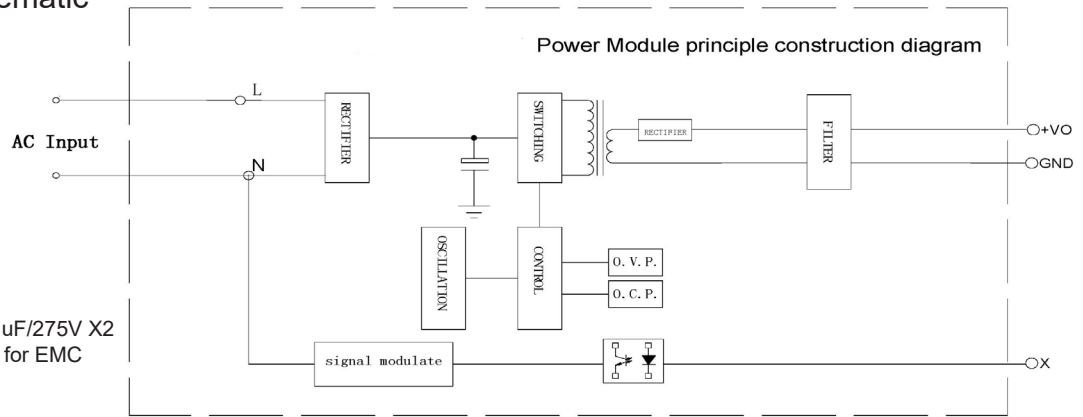 Power Module principle construction diagram
L
AC Input
N
RECTIFIER
SWITCHING
RECTIFIER
FILTER
+VO
GND
OSCILLATION
CONTROL
O. V. P.
O. C. P.
uF/275V X2
for EMC
signal modulate
X